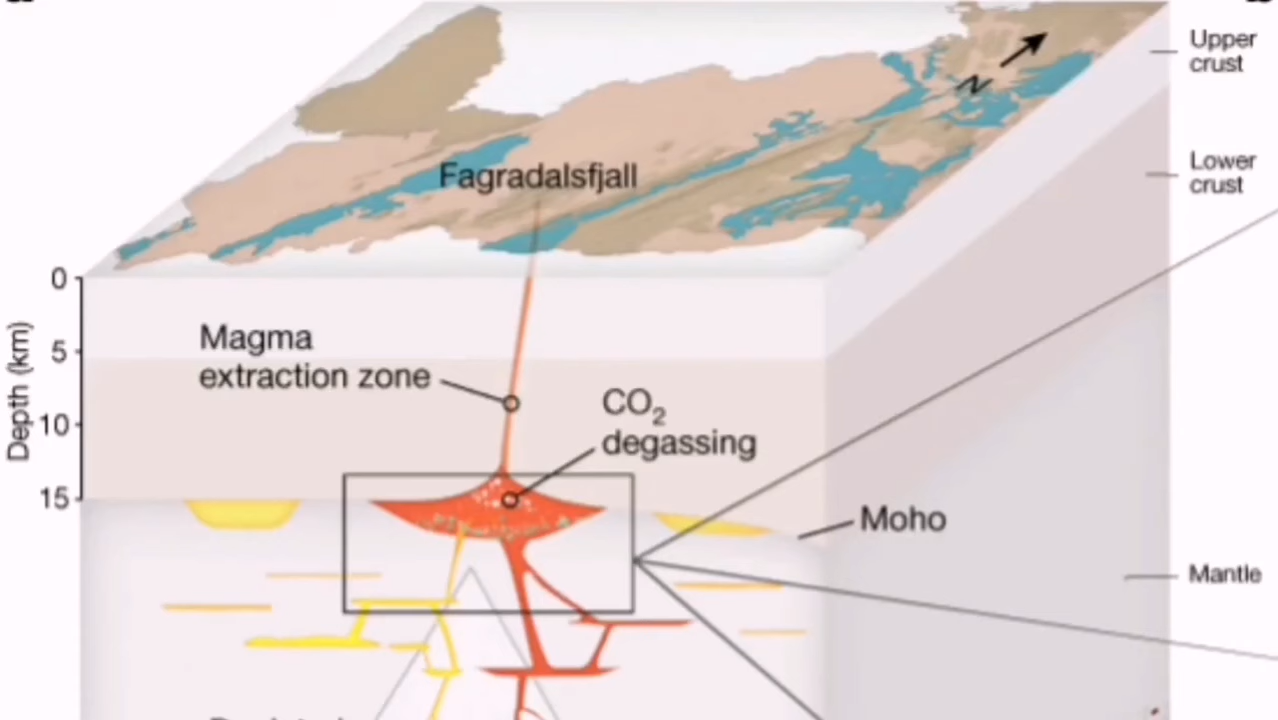 Upper
crust
N
Lower
crust
Fagradalsfjall
0
Magma
extraction zone
5
CO₂
degassing
10
Depth (km)
15
Moho
Mantle